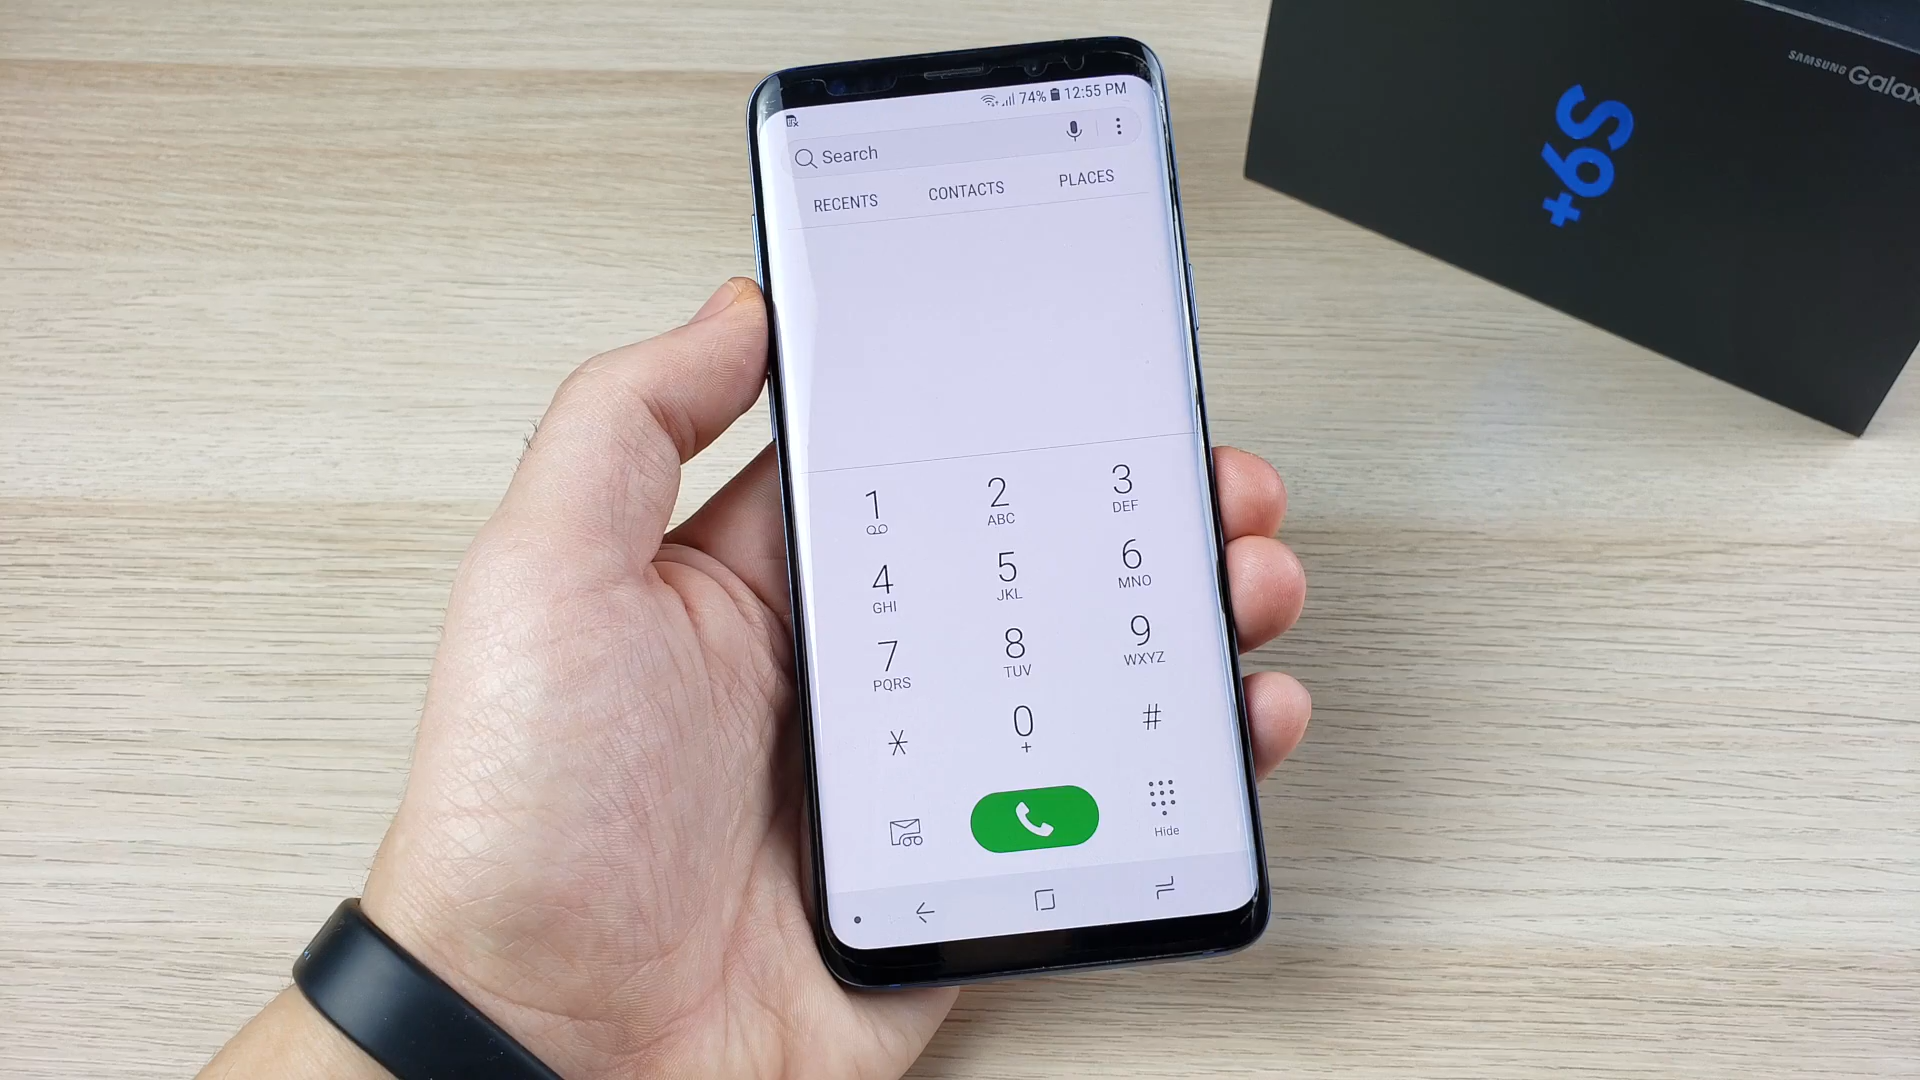 74% 12:55 PM
Search
RECENTS CONTACTS PLACES
1 2 3
ABC DEF
4 5 6
GHI JKL MNO
7 8 9
PQRS TUV WXYZ
* 0 #
+
Hide
SAMSUNG Galax
S9+